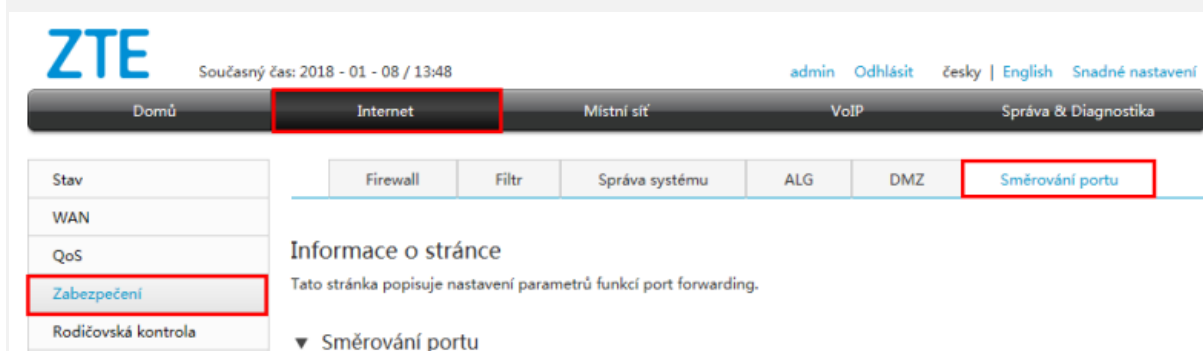 ZTE
Současný čas: 2018 - 01 - 08 / 13:48 admin Odhlásit česky | English Snadné nastavení
Domů Internet Místní síť VoIP Správa & Diagnostika
Stav Firewall Filtr Správa systému ALG DMZ Směrování portu
WAN
QoS Informace o stránce
Zabezpečení Tato stránka popisuje nastavení parametrů funkcí port forwarding.
Rodičovská kontrola
▼ Směrování portu